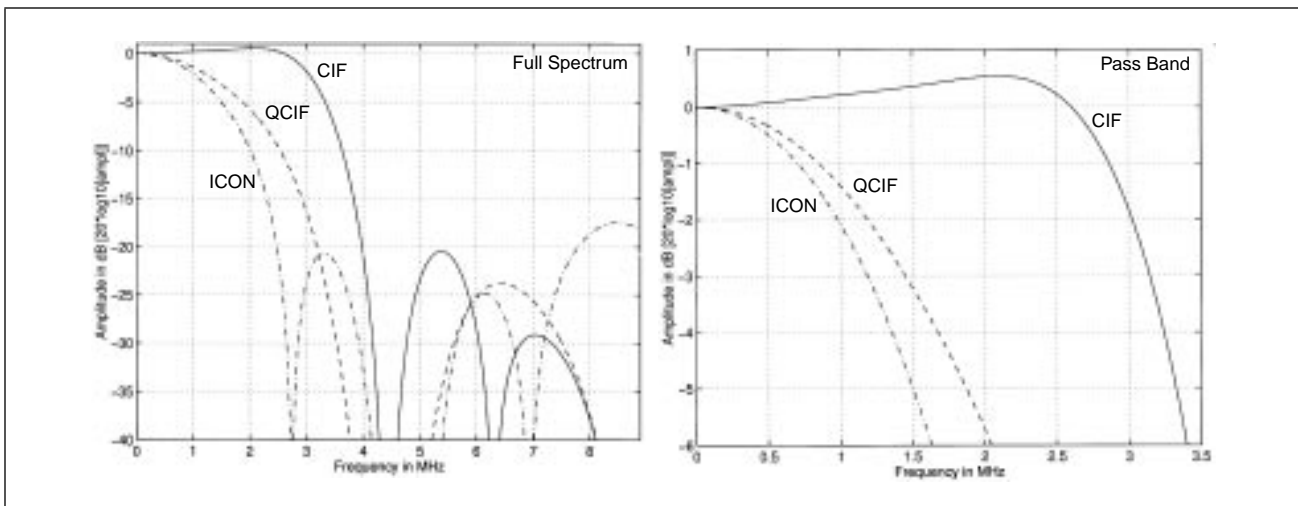 Full Spectrum
CIF
QCIF
ICON
0
-5
-10
-15
-20
-25
-30
-35
-40
Amplitude in dB [20*log10[ampl]]
0 1 2 3 4 5 6 7 8
Frequency in MHz
Pass Band
CIF
QCIF
ICON
1
0
-1
-2
-3
-4
-5
-6
Amplitude in dB [20*log10[ampl]]
0 0.5 1 1.5 2 2.5 3 3.5
Frequency in MHz